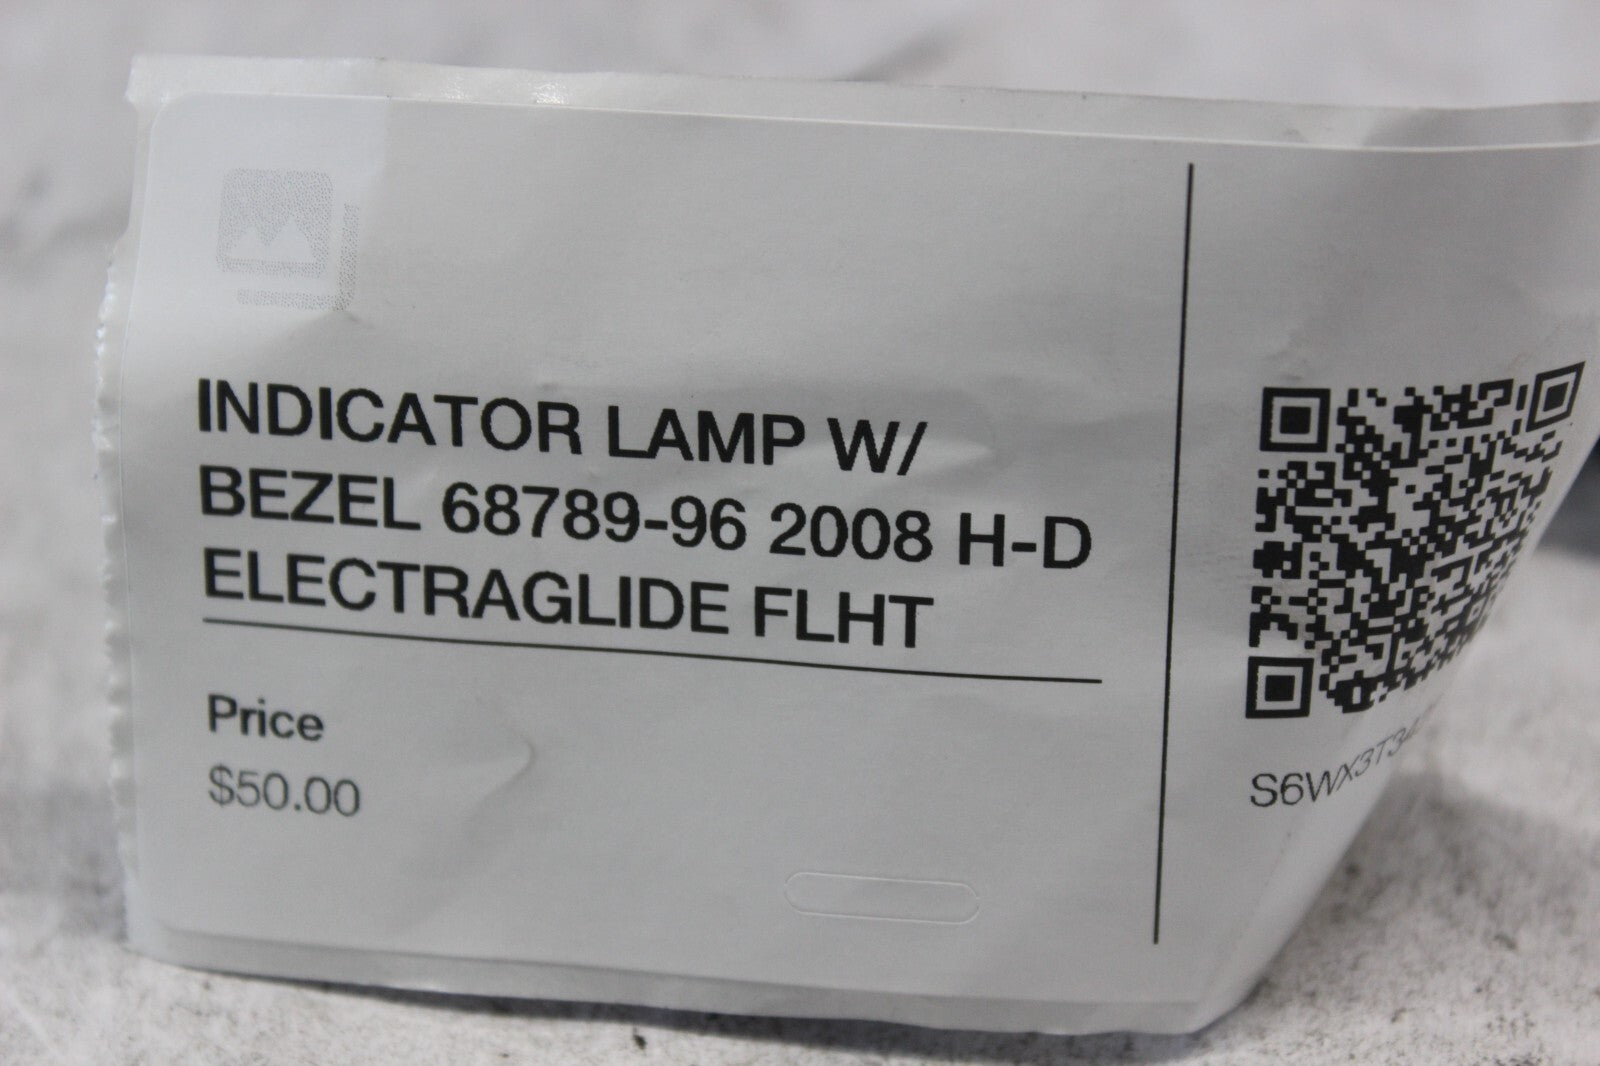 INDICATOR LAMP W/
BEZEL 68789-96 2008 H-D
ELECTRAGLIDE FLHT
Price
$50.00